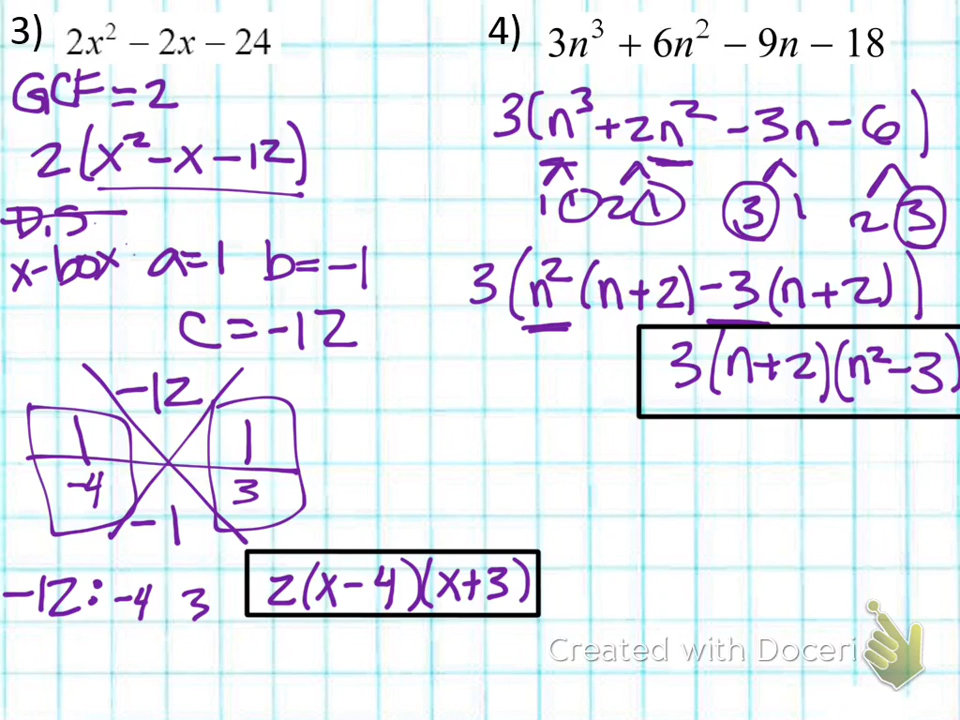 3) 2x² – 2x – 24
GCF = 2
2(x² - x - 12)
D.S
x-box a=1 b=-1
c = -12
-12
1 1
-4 3
-1
-12: -4 3
2(x-4)(x+3)
4) 3n³ + 6n² – 9n – 18
3(n³ + 2n² - 3n - 6)
1 1 2 1 3 1 2 3
3(n²(n+2) - 3(n+2))
3(n+2)(n²-3)
Created with Doceri